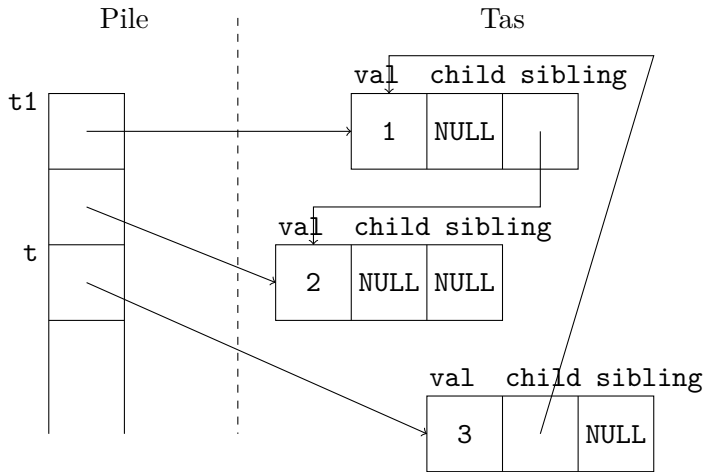 Pile Tas
val child sibling
t1
1 NULL
val child sibling
t
2 NULL NULL
val child sibling
3 NULL